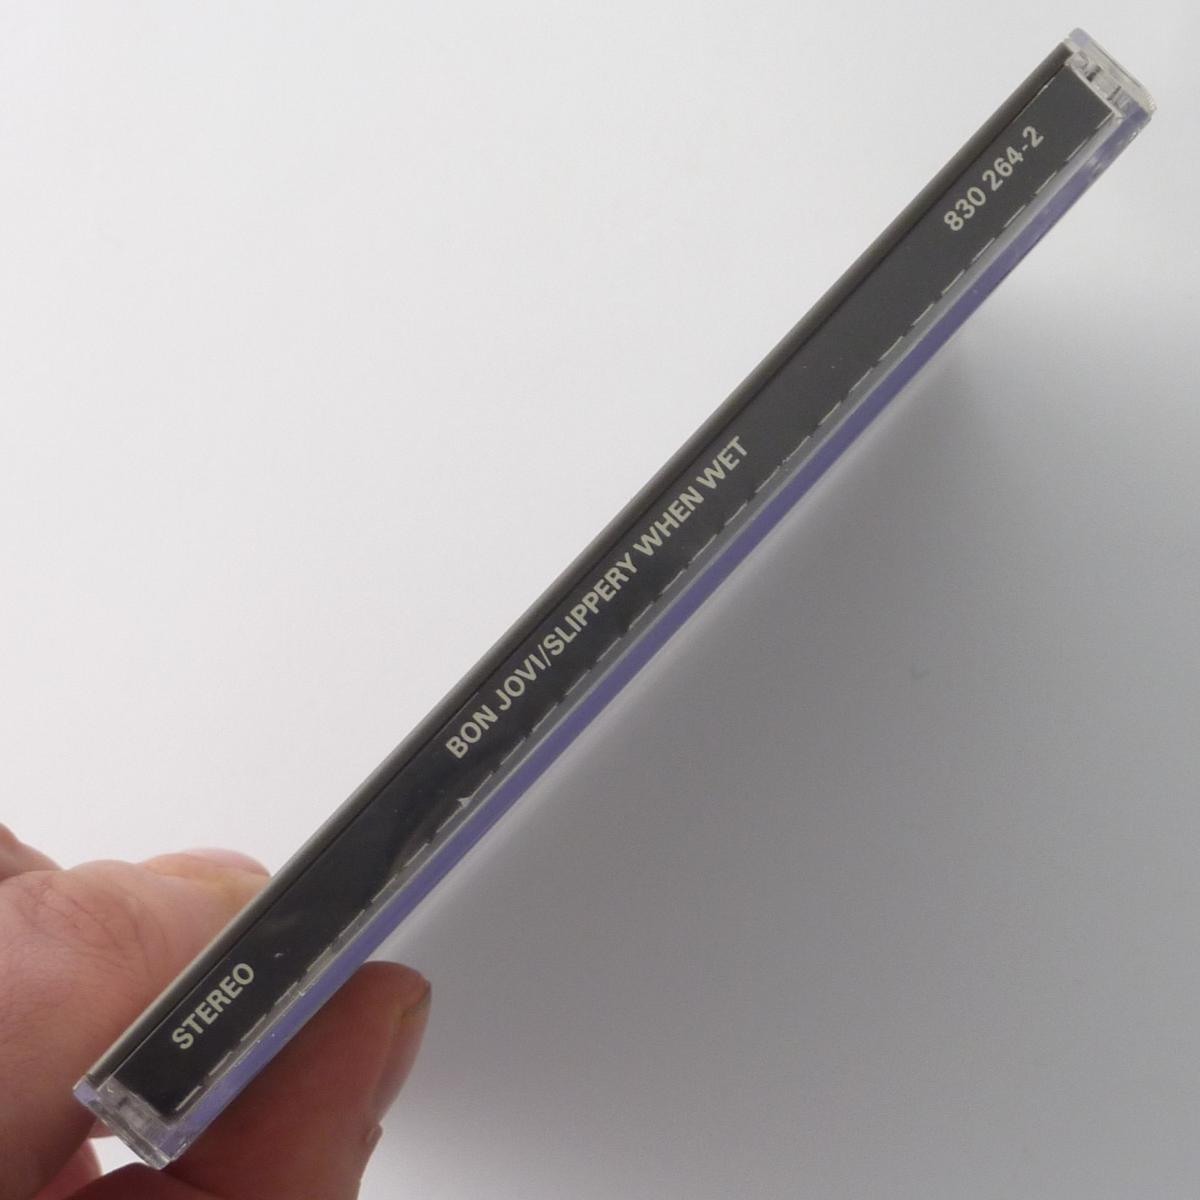 STEREO
BON JOVI/SLIPPERY WHEN WET
830 264-2